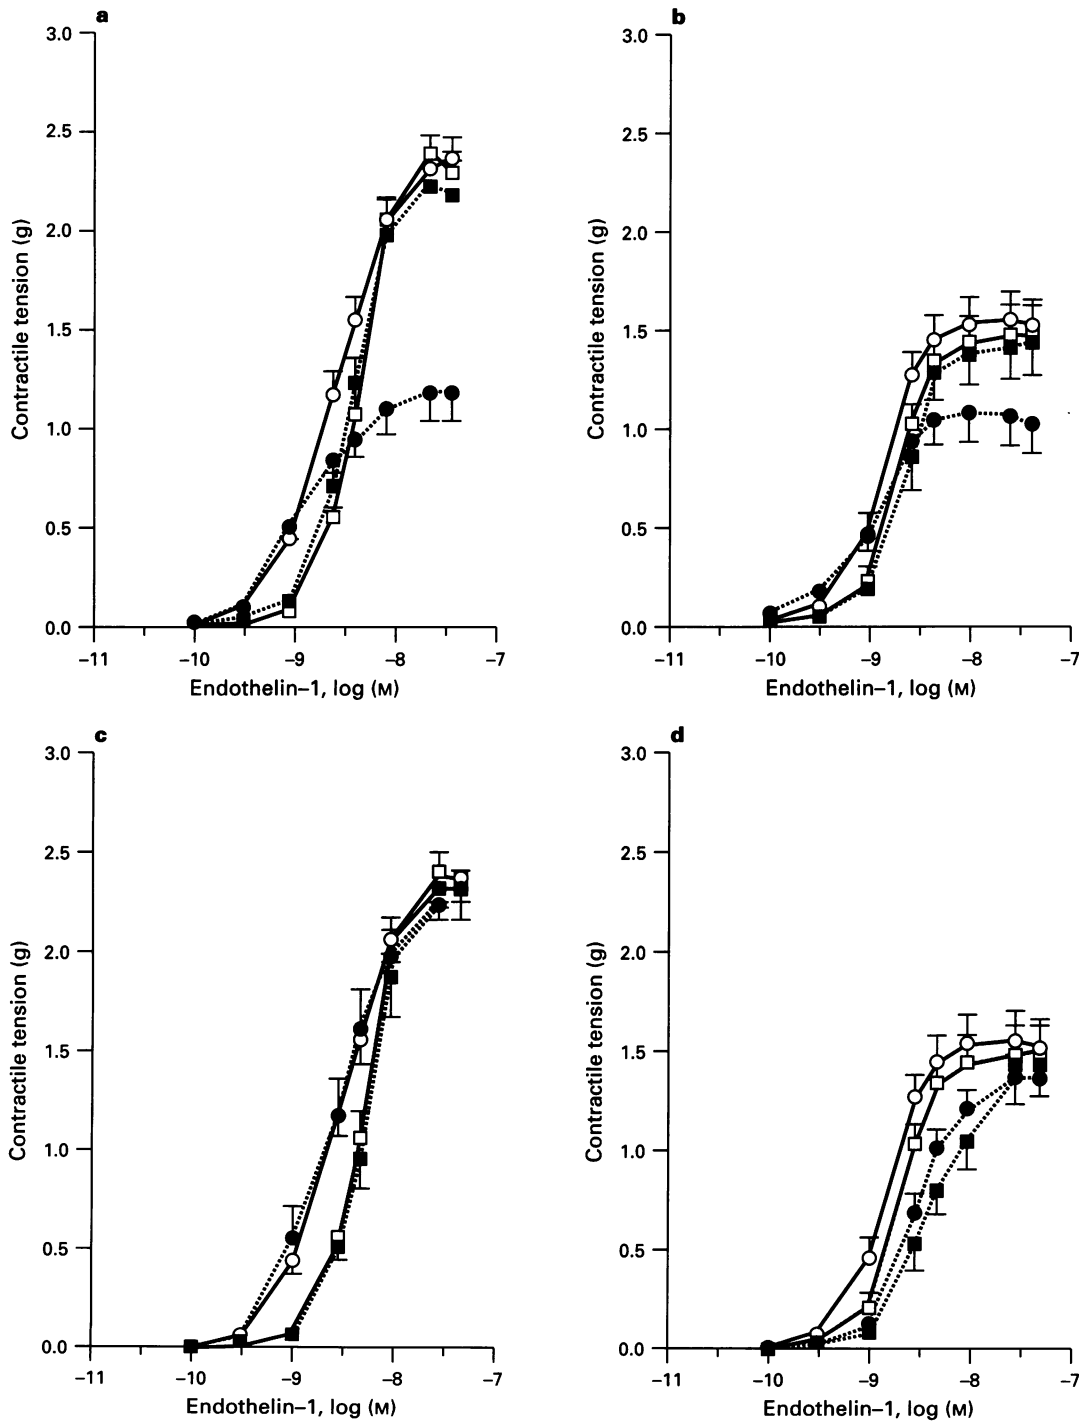 a
3.0
2.5
2.0
1.5
1.0
0.5
0.0
Contractile tension (g)
–11 –10 –9 –8 –7
Endothelin–1, log (M)
b
3.0
2.5
2.0
1.5
1.0
0.5
0.0
Contractile tension (g)
–11 –10 –9 –8 –7
Endothelin–1, log (M)
c
3.0
2.5
2.0
1.5
1.0
0.5
0.0
Contractile tension (g)
–11 –10 –9 –8 –7
Endothelin–1, log (M)
d
3.0
2.5
2.0
1.5
1.0
0.5
0.0
Contractile tension (g)
–11 –10 –9 –8 –7
Endothelin–1, log (M)